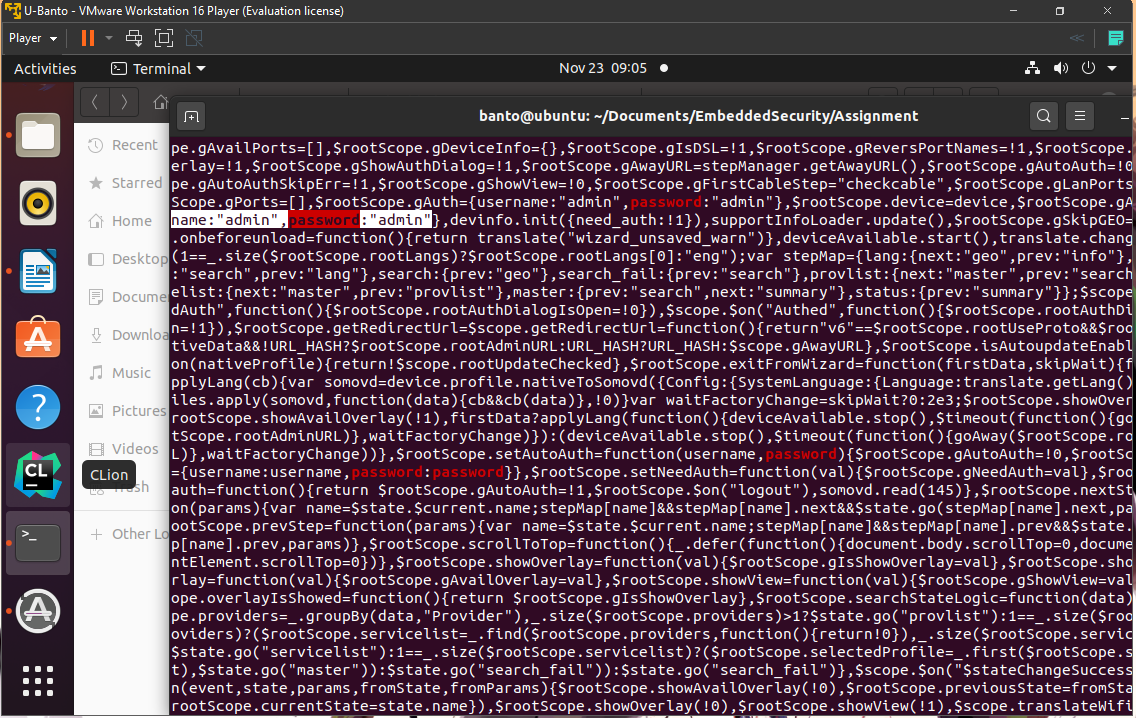 U-Banto - VMware Workstation 16 Player (Evaluation license)
Player
Activities
Terminal
Nov 23 09:05
banto@ubuntu: ~/Documents/EmbeddedSecurity/Assignment
Recent
Starred
Home
Desktop
Docume
Downloa
Music
Pictures
Videos
Trash
Other Lo
CLion
pe.gAvailPorts=[],$rootScope.gDeviceInfo={},$rootScope.gIsDSL=!1,$rootScope.gReversPortNames=!1,$rootScope.
erlay=!1,$rootScope.gShowAuthDialog=!1,$rootScope.gAwayURL=stepManager.getAwayURL(),$rootScope.gAutoAuth=!0
pe.gAutoAuthSkipErr=!1,$rootScope.gShowView=!0,$rootScope.gFirstCableStep="checkable",$rootScope.gLanPorts
Scope.gPorts=[],$rootScope.gAuth={username:"admin",password:"admin"},$rootScope.device=device,$rootScope.gA
name:"admin",password:"admin"},devinfo.init({need_auth:!1}),supportInfoLoader.update(),$rootScope.gSkipGEO=
.onbeforeunload=function(){return translate("wizard_unsaved_warn")},deviceAvailable.start(),translate.chang
(1==_.size($rootScope.rootLangs)?$rootScope.rootLangs[0]:"eng");var stepMap={lang:{next:"geo",prev:"info"},
:"search",prev:"lang"},search:{prev:"geo"},search_fail:{prev:"search"},provlist:{next:"master",prev:"search
elist:{next:"master",prev:"provlist"},master:{prev:"search",next:"summary"},status:{prev:"summary"}};$scope
dAuth",function(){$rootScope.rootAuthDialogIsOpen=!0}),$scope.$on("Authed",function(){$rootScope.rootAuthDi
n=!1}),$rootScope.getRedirectUrl=$scope.getRedirectUrl=function(){return"v6"==$rootScope.rootUseProto&&$roo
tiveData&&!URL_HASH?$rootScope.rootAdminURL:URL_HASH?URL_HASH:$scope.gAwayURL},$rootScope.isAutoupdateEnabl
on(nativeProfile){return!$scope.rootUpdateChecked},$rootScope.exitFromWizard=function(firstData,skipWait){f
pplyLang(cb){var somovd=device.profile.nativeToSomovd({Config:{SystemLanguage:{Language:translate.getLang()
iles.apply(somovd,function(data){cb&&cb(data)},!0)}var waitFactoryChange=skipWait?0:2e3;$rootScope.showOver
rootScope.showAvailOverlay(!1),firstData?applyLang(function(){deviceAvailable.stop(),$timeout(function(){go
tScope.rootAdminURL)},waitFactoryChange)}):(deviceAvailable.stop(),$timeout(function(){goAway($rootScope.ro
L)},waitFactoryChange))},$rootScope.setAutoAuth=function(username,password){$rootScope.gAutoAuth=!0,$rootSc
={username:username,password:password}},$rootScope.setNeedAuth=function(val){$rootScope.gNeedAuth=val},$roo
auth=function(){return $rootScope.gAutoAuth=!1,$rootScope.$on("logout"),somovd.read(145)},$rootScope.nextSt
on(params){var name=$state.$current.name;stepMap[name]&&stepMap[name].next&&$state.go(stepMap[name].next,pa
ootScope.prevStep=function(params){var name=$state.$current.name;stepMap[name]&&stepMap[name].prev&&$state.
p[name].prev,params)},$rootScope.scrollToTop=function(){_.defer(function(){document.body.scrollTop=0,docume
ntElement.scrollTop=0})},$rootScope.showOverlay=function(val){$rootScope.gIsShowOverlay=val},$rootScope.sho
rlay=function(val){$rootScope.gAvailOverlay=val},$rootScope.showView=function(val){$rootScope.gShowView=val
ope.overlayIsShowed=function(){return $rootScope.gIsShowOverlay},$rootScope.searchStateLogic=function(data)
pe.providers=_.groupBy(data,"Provider"),_.size($rootScope.providers)>1?$state.go("provlist"):1==_.size($roo
oviders)?($rootScope.servicelist=_.find($rootScope.providers,function(){return!0}),_.size($rootScope.servic
$state.go("servicelist"):1==_.size($rootScope.servicelist)?($rootScope.selectedProfile=_.first($rootScope.s
t),$state.go("master")):$state.go("search_fail")):$state.go("search_fail")},$scope.$on("$stateChangeSuccess
n(event,state,params,fromState,fromParams){$rootScope.showAvailOverlay(!0),$rootScope.previousState=fromSta
rootScope.currentState=state.name}),$rootScope.showOverlay(!0),$rootScope.showView(!1),$scope.translateWifi